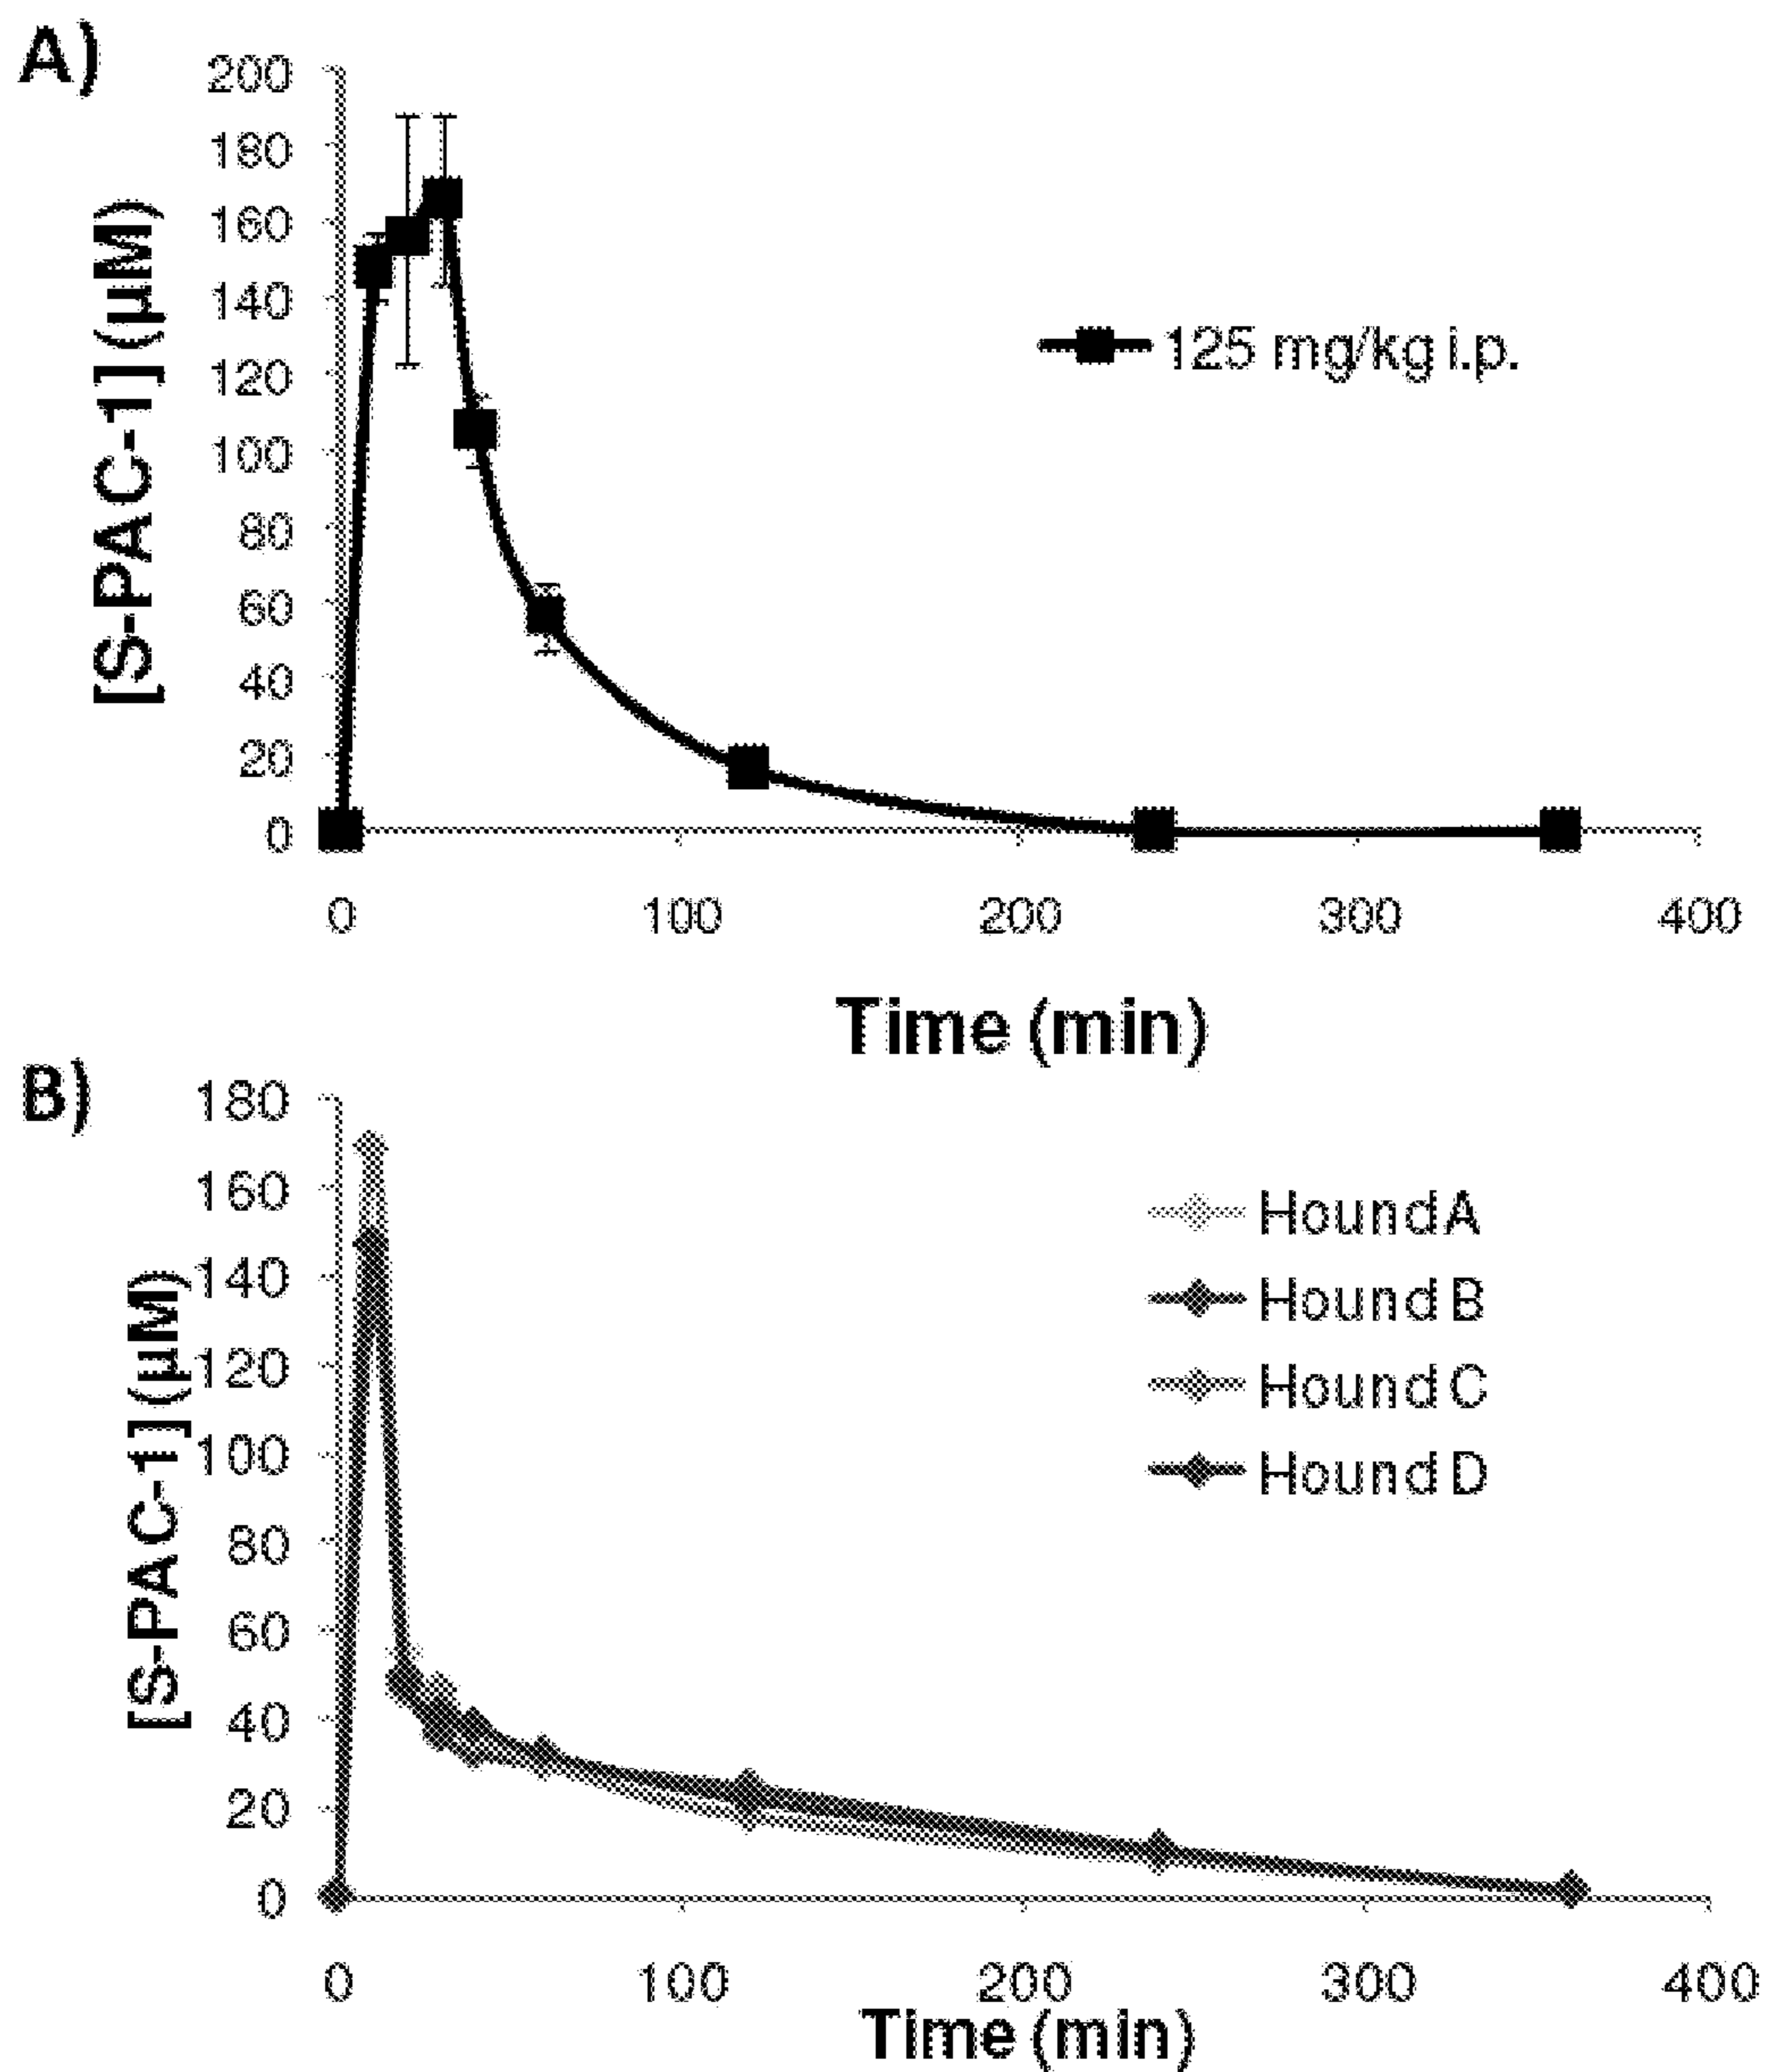 A)
[S-PAC-1] (µM)
200
180
160
140
120
100
80
60
40
20
0
125 mg/kg i.p.
0 100 200 300 400
Time (min)
B)
[S-PAC-1] (µM)
180
160
140
120
100
80
60
40
20
0
Hound A
Hound B
Hound C
Hound D
0 100 200 300 400
Time (min)